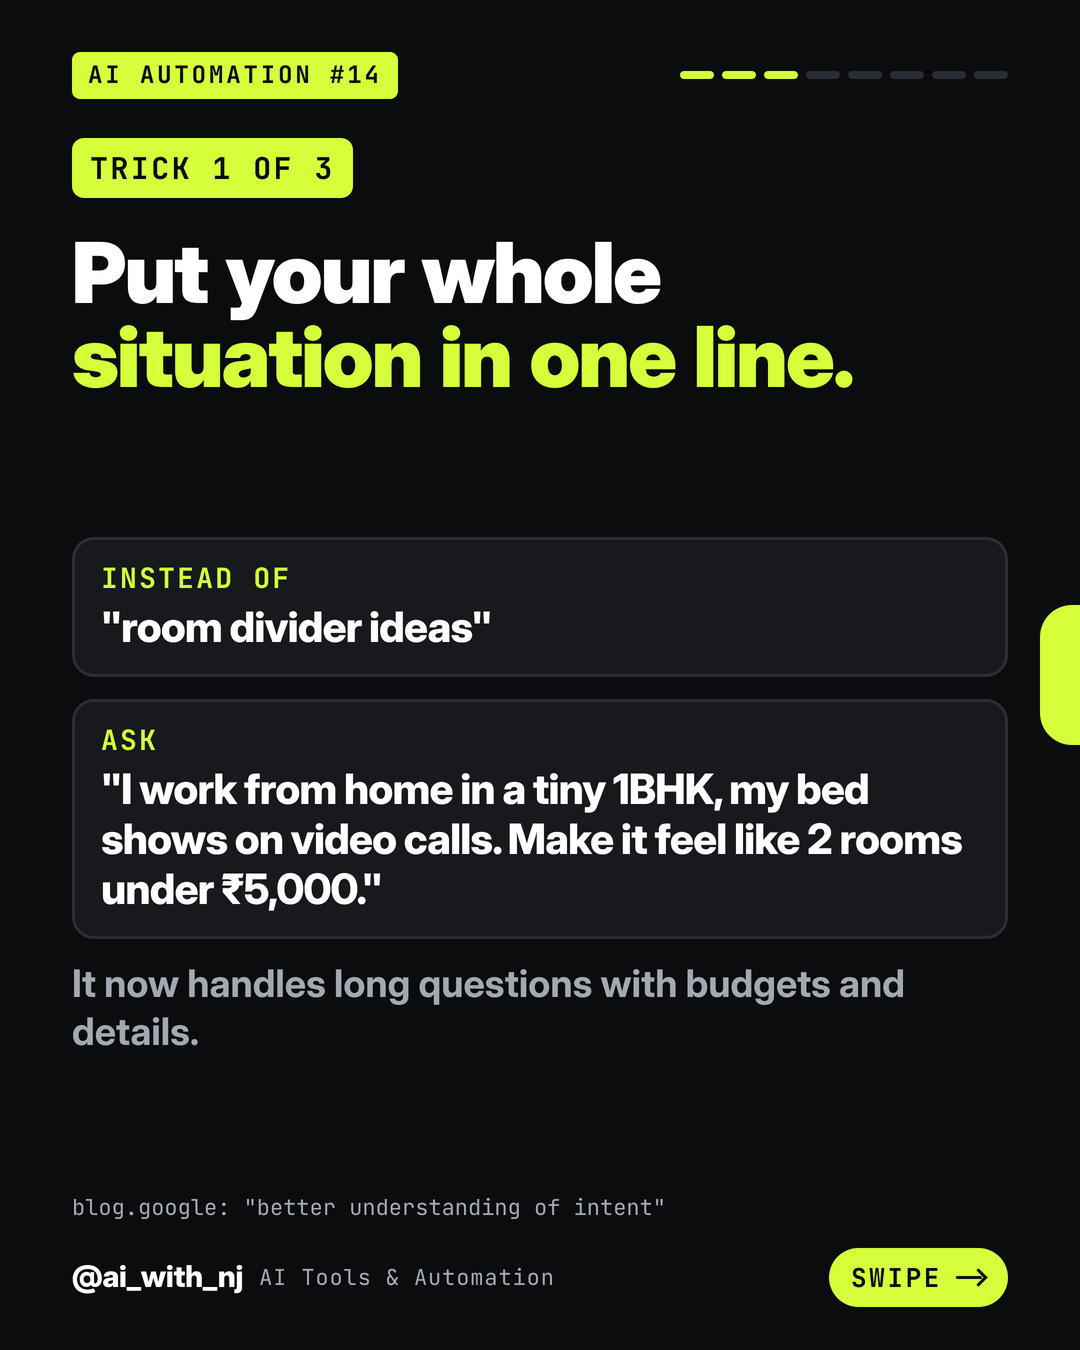 AI AUTOMATION #14
TRICK 1 OF 3
Put your whole
situation in one line.
INSTEAD OF
"room divider ideas"
ASK
"I work from home in a tiny 1BHK, my bed
shows on video calls. Make it feel like 2 rooms
under ₹5,000."
It now handles long questions with budgets and
details.
blog.google: "better understanding of intent"
@ai_with_nj AI Tools & Automation
SWIPE →